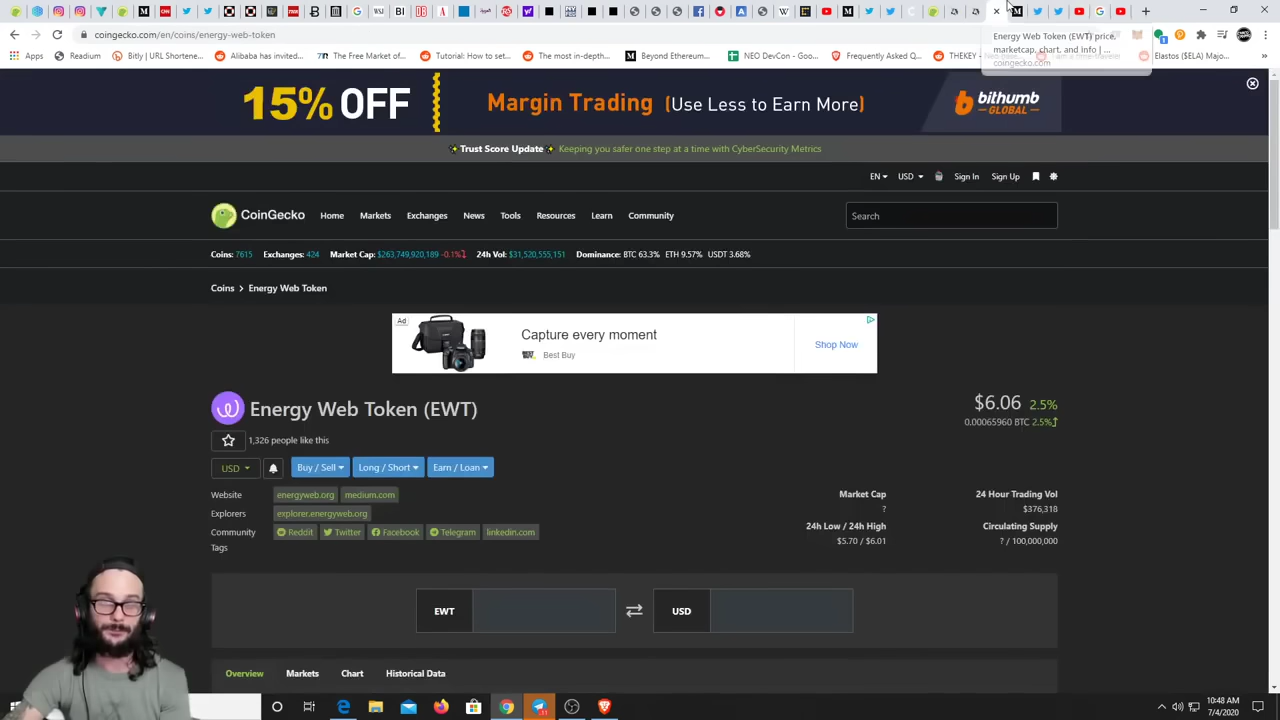 coingecko.com/en/coins/energy-web-token
Energy Web Token (EWT) price,
marketcap, chart, and info | ...
coingecko.com
Apps
Readium
Bitly | URL Shortene...
Alibaba has invited...
The Free Market of...
Tutorial: How to set...
The most in-detail...
Beyond Ethereum...
NEO DevCon - Goo...
Frequently Asked Q...
Elastos ($ELA) Majo...
15% OFF
Margin Trading (Use Less to Earn More)
bithumb
GLOBAL
Trust Score Update
Keeping you safer one step at a time with CyberSecurity Metrics
EN
USD
Sign In
Sign Up
CoinGecko
Home
Markets
Exchanges
News
Tools
Resources
Learn
Community
Search
Coins: 7615 Exchanges: 424 Market Cap: $263,749,920,189 -0.1% 24h Vol: $31,520,555,151 Dominance: BTC 63.3% ETH 9.57% USDT 3.68%
Coins > Energy Web Token
Ad
Capture every moment
BEST BUY
Best Buy
Shop Now
Energy Web Token (EWT)
$6.06 2.5%
0.00065960 BTC 2.5%
1,326 people like this
USD
Buy / Sell
Long / Short
Earn / Loan
Website
energyweb.org
medium.com
Explorers
explorer.energyweb.org
Community
Reddit
Twitter
Facebook
Telegram
linkedin.com
Tags
Market Cap
?
24 Hour Trading Vol
$376,318
24h Low / 24h High
$5.70 / $6.01
Circulating Supply
? / 100,000,000
EWT
USD
Overview
Markets
Chart
Historical Data
10:48 AM
7/4/2020